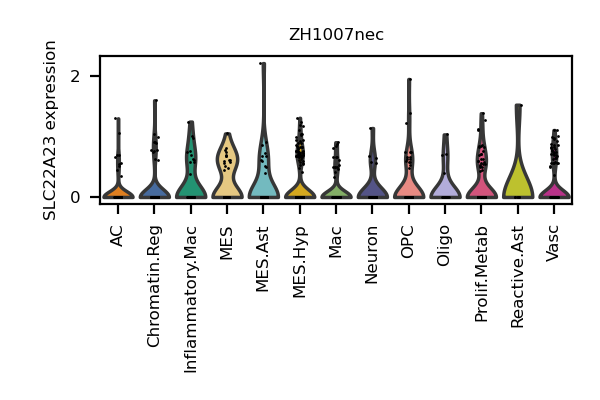 ZH1007nec
SLC22A23 expression
2
0
AC
Chromatin.Reg
Inflammatory.Mac
MES
MES.Ast
MES.Hyp
Mac
Neuron
OPC
Oligo
Prolif.Metab
Reactive.Ast
Vasc